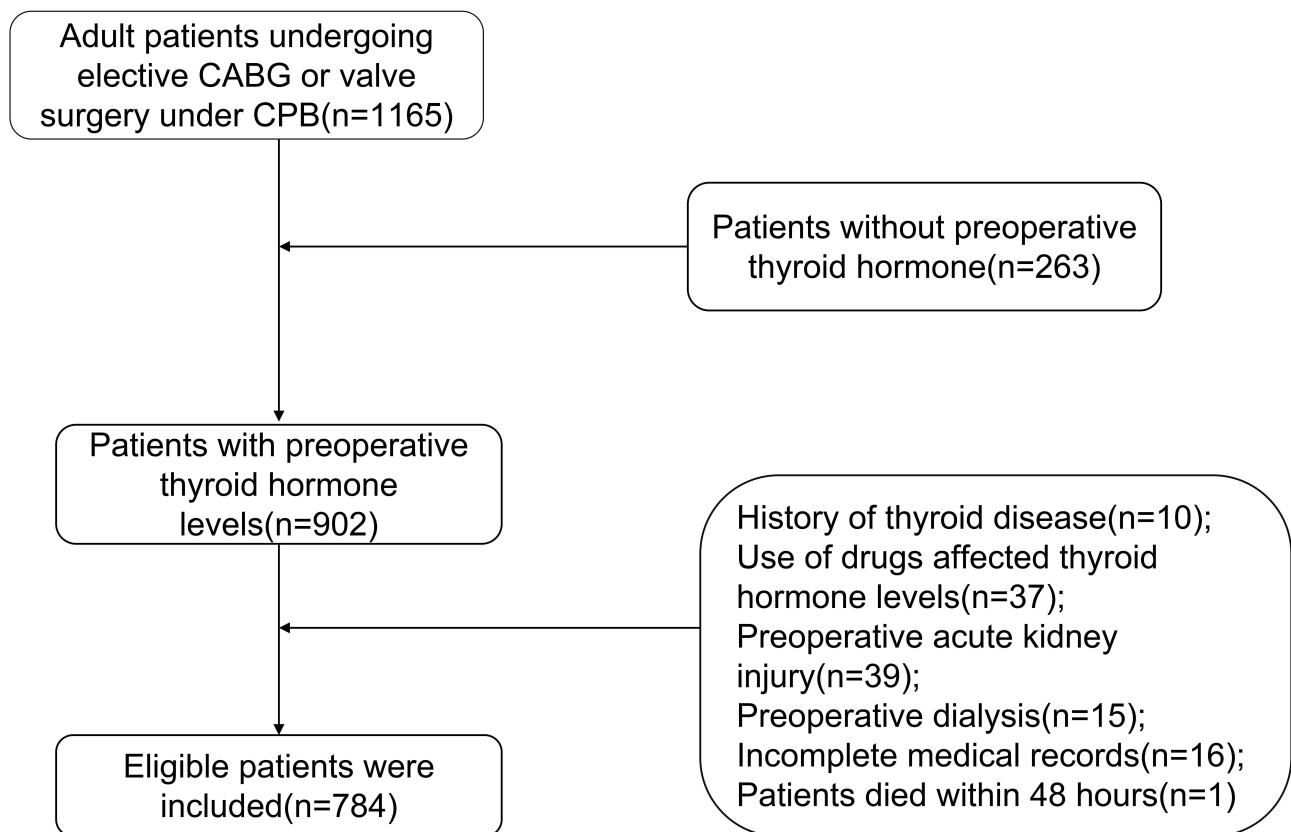 Adult patients undergoing
elective CABG or valve
surgery under CPB(n=1165)
Patients without preoperative
thyroid hormone(n=263)
Patients with preoperative
thyroid hormone
levels(n=902)
History of thyroid disease(n=10);
Use of drugs affected thyroid
hormone levels(n=37);
Preoperative acute kidney
injury(n=39);
Preoperative dialysis(n=15);
Incomplete medical records(n=16);
Patients died within 48 hours(n=1)
Eligible patients were
included(n=784)